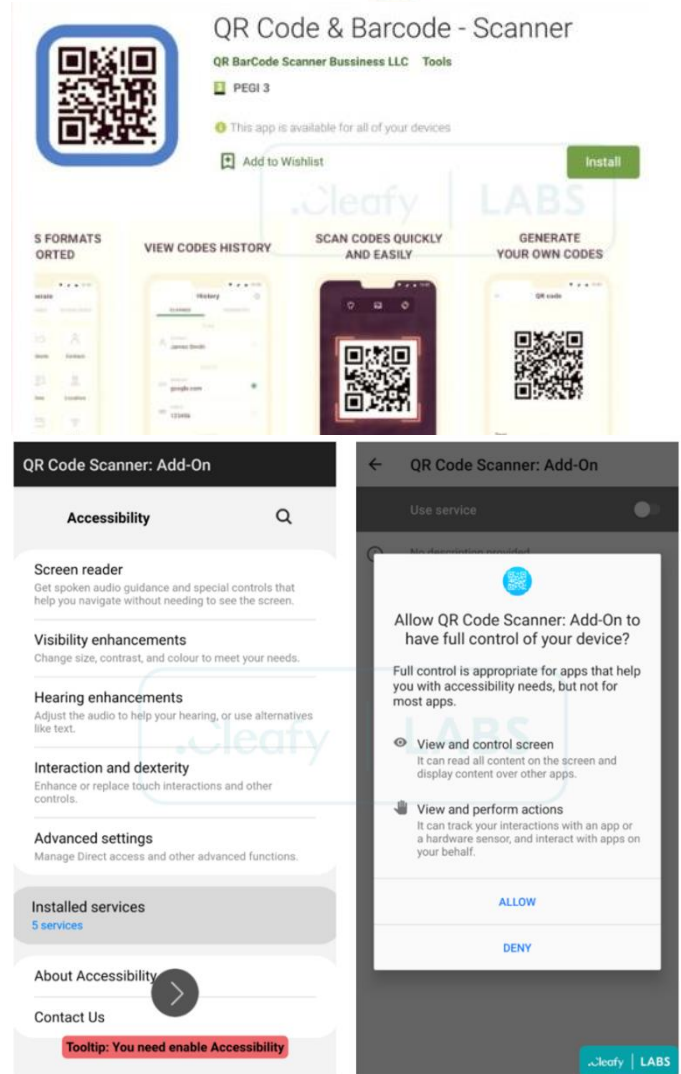 QR Code & Barcode - Scanner
QR BarCode Scanner Bussiness LLC Tools
3 PEGI 3
This app is available for all of your devices
Add to Wishlist
Install
.Cleafy | LABS
S FORMATS
ORTED
VIEW CODES HISTORY
SCAN CODES QUICKLY
AND EASILY
GENERATE
YOUR OWN CODES
History
James Smith
google.com
123456
QR code
Contact
Location
QR Code Scanner: Add-On
Accessibility
Screen reader
Get spoken audio guidance and special controls that
help you navigate without needing to see the screen.
Visibility enhancements
Change size, contrast, and colour to meet your needs.
Hearing enhancements
Adjust the audio to help your hearing, or use alternatives
like text.
Interaction and dexterity
Enhance or replace touch interactions and other
controls.
Advanced settings
Manage Direct access and other advanced functions.
Installed services
5 services
About Accessibility
Contact Us
Tooltip: You need enable Accessibility
QR Code Scanner: Add-On
Use service
No description provided
Allow QR Code Scanner: Add-On to
have full control of your device?
Full control is appropriate for apps that help
you with accessibility needs, but not for
most apps.
View and control screen
It can read all content on the screen and
display content over other apps.
View and perform actions
It can track your interactions with an app or
a hardware sensor, and interact with apps on
your behalf.
ALLOW
DENY
.Cleafy LABS
.Cleafy | LABS